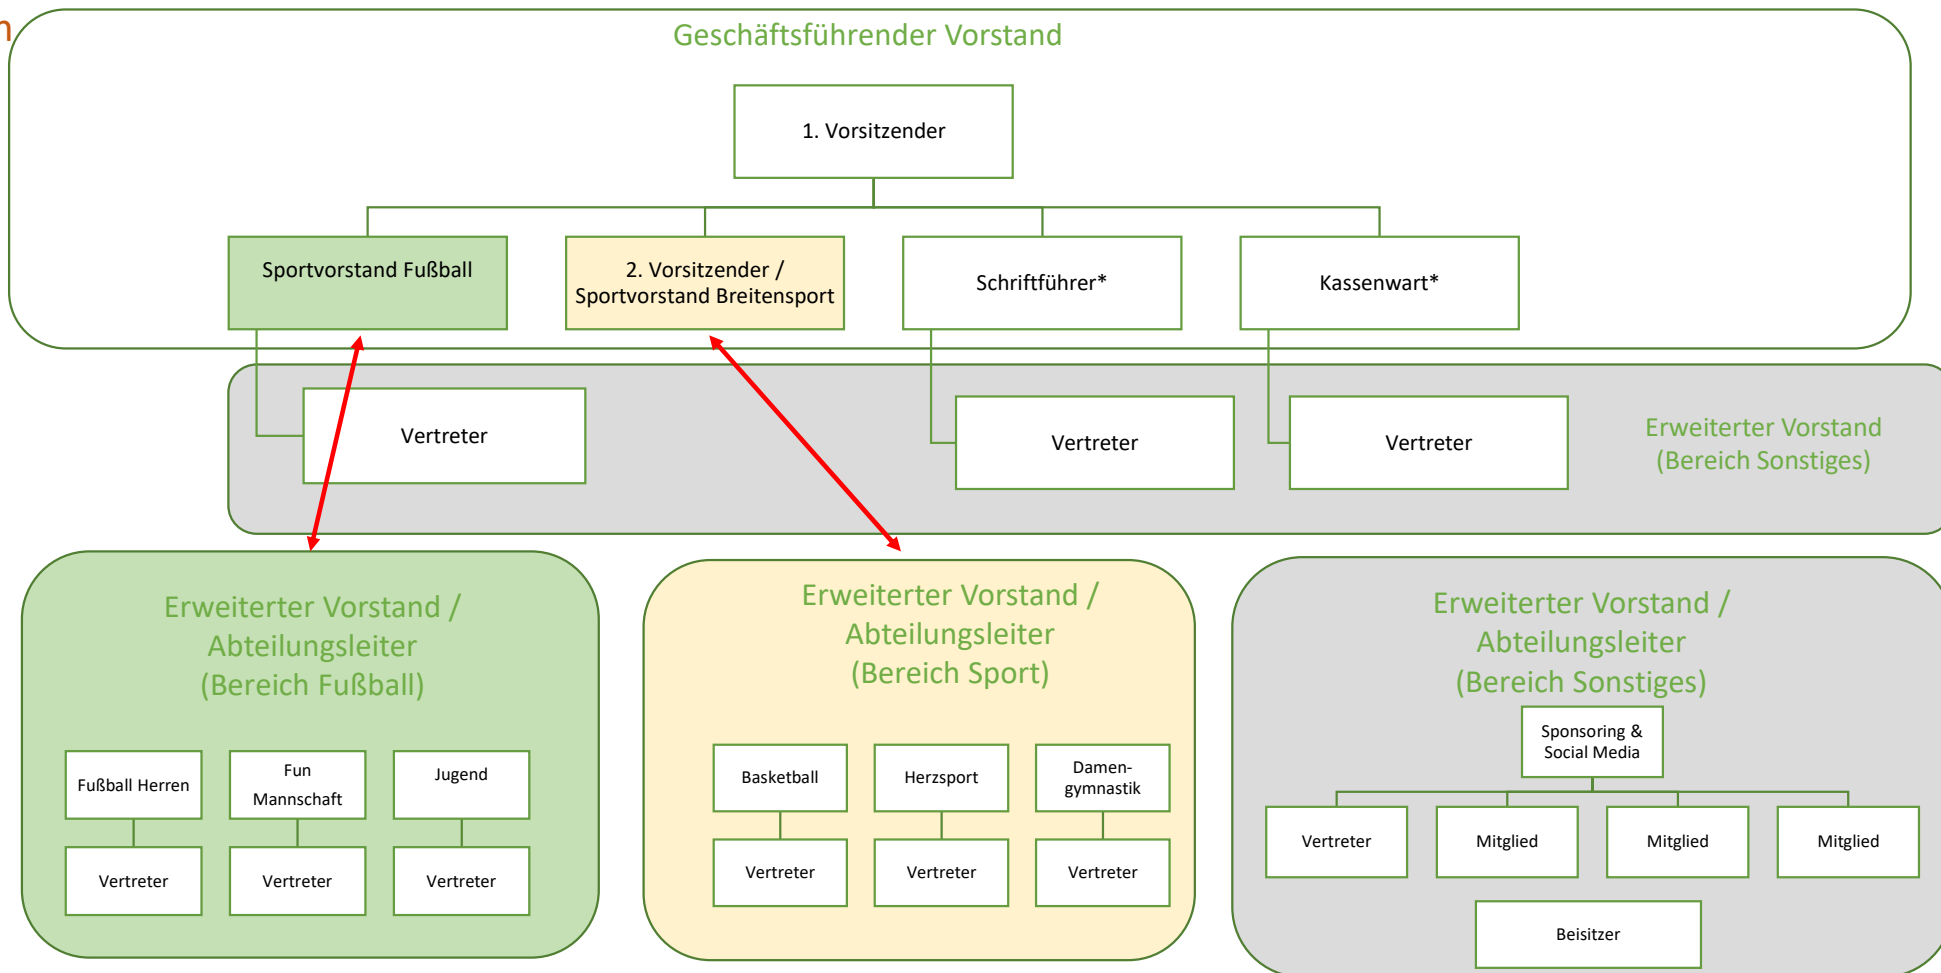 n
Geschäftsführender Vorstand
1. Vorsitzender
Sportvorstand Fußball
2. Vorsitzender /
Sportvorstand Breitensport
Schriftführer*
Kassenwart*
Vertreter
Vertreter
Vertreter
Erweiterter Vorstand
(Bereich Sonstiges)
Erweiterter Vorstand /
Abteilungsleiter
(Bereich Fußball)
Fußball Herren
Fun
Mannschaft
Jugend
Vertreter
Vertreter
Vertreter
Erweiterter Vorstand /
Abteilungsleiter
(Bereich Sport)
Basketball
Herzsport
Damen-
gymnastik
Vertreter
Vertreter
Vertreter
Erweiterter Vorstand /
Abteilungsleiter
(Bereich Sonstiges)
Sponsoring &
Social Media
Vertreter
Mitglied
Mitglied
Mitglied
Beisitzer